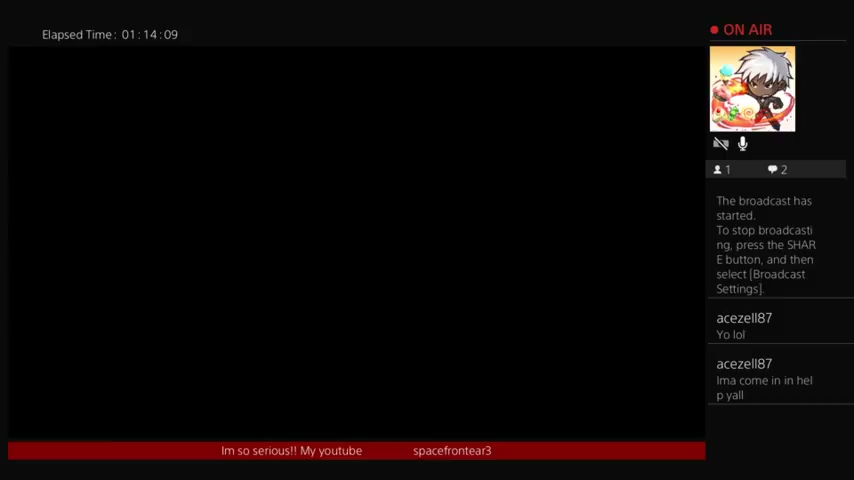 Elapsed Time: 01:14:09
ON AIR
1 2
The broadcast has
started.
To stop broadcasti
ng, press the SHAR
E button, and then
select [Broadcast
Settings].
acezell87
Yo lol
acezell87
Ima come in in hel
p yall
Im so serious!! My youtube spacefrontear3